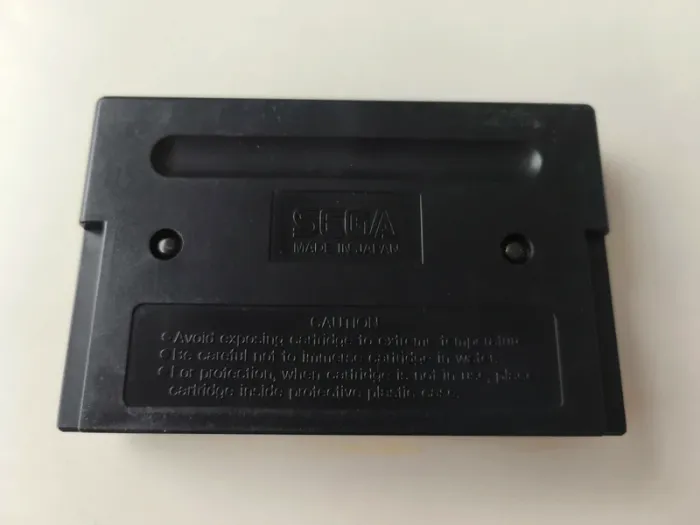 SEGA
MADE IN JAPAN
CAUTION
• Avoid exposing cartridge to extreme temperature
• Be careful not to immerse cartridge in water.
• For protection, when cartridge is not in use, place
cartridge inside protective plastic case.